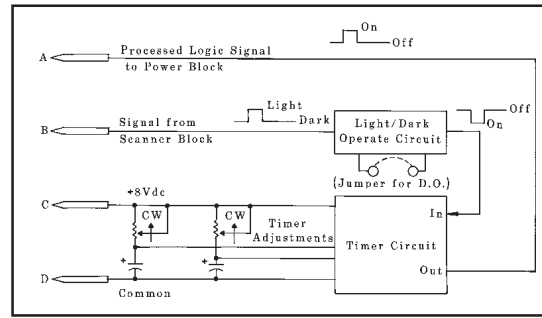 On
Off
A Processed Logic Signal
to Power Block
Light
Dark
Off
On
B Signal from
Scanner Block
Light/Dark
Operate Circuit
(Jumper for D.O.)
C +8Vdc
CW
CW
Timer
Adjustments
In
Timer Circuit
Out
+
+
D Common